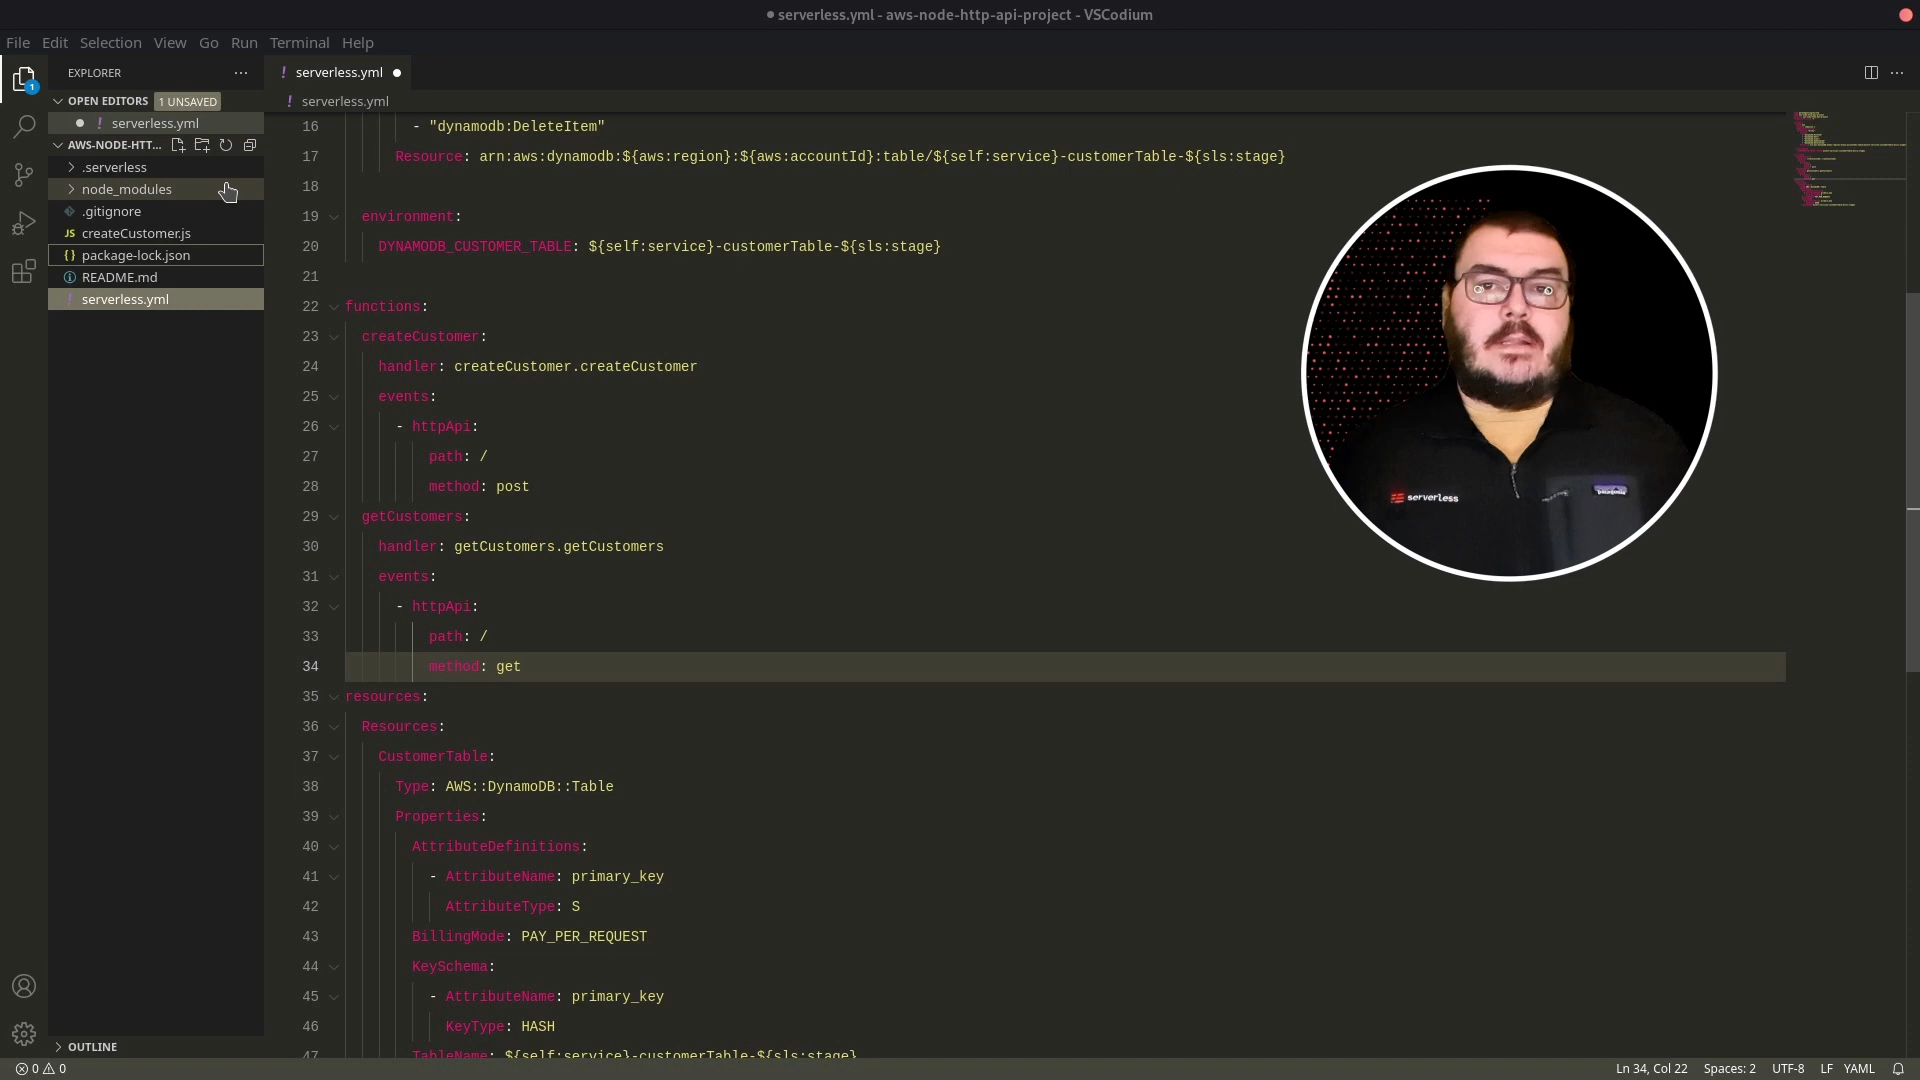 serverless.yml - aws-node-http-api-project - VSCodium
File Edit Selection View Go Run Terminal Help
EXPLORER
OPEN EDITORS 1 UNSAVED
! serverless.yml
AWS-NODE-HTT...
.serverless
node_modules
.gitignore
JS createCustomer.js
{} package-lock.json
README.md
! serverless.yml
OUTLINE
1
! serverless.yml
! serverless.yml
16 - "dynamodb:DeleteItem"
17 Resource: arn:aws:dynamodb:${aws:region}:${aws:accountId}:table/${self:service}-customerTable-${sls:stage}
18
19 environment:
20 DYNAMODB_CUSTOMER_TABLE: ${self:service}-customerTable-${sls:stage}
21
22 functions:
23 createCustomer:
24 handler: createCustomer.createCustomer
25 events:
26 - httpApi:
27 path: /
28 method: post
29 getCustomers:
30 handler: getCustomers.getCustomers
31 events:
32 - httpApi:
33 path: /
34 method: get
35 resources:
36 Resources:
37 CustomerTable:
38 Type: AWS::DynamoDB::Table
39 Properties:
40 AttributeDefinitions:
41 - AttributeName: primary_key
42 AttributeType: S
43 BillingMode: PAY_PER_REQUEST
44 KeySchema:
45 - AttributeName: primary_key
46 KeyType: HASH
47 TableName: ${self:service}-customerTable-${sls:stage}
serverless
patagonia
0 0
Ln 34, Col 22 Spaces: 2 UTF-8 LF YAML